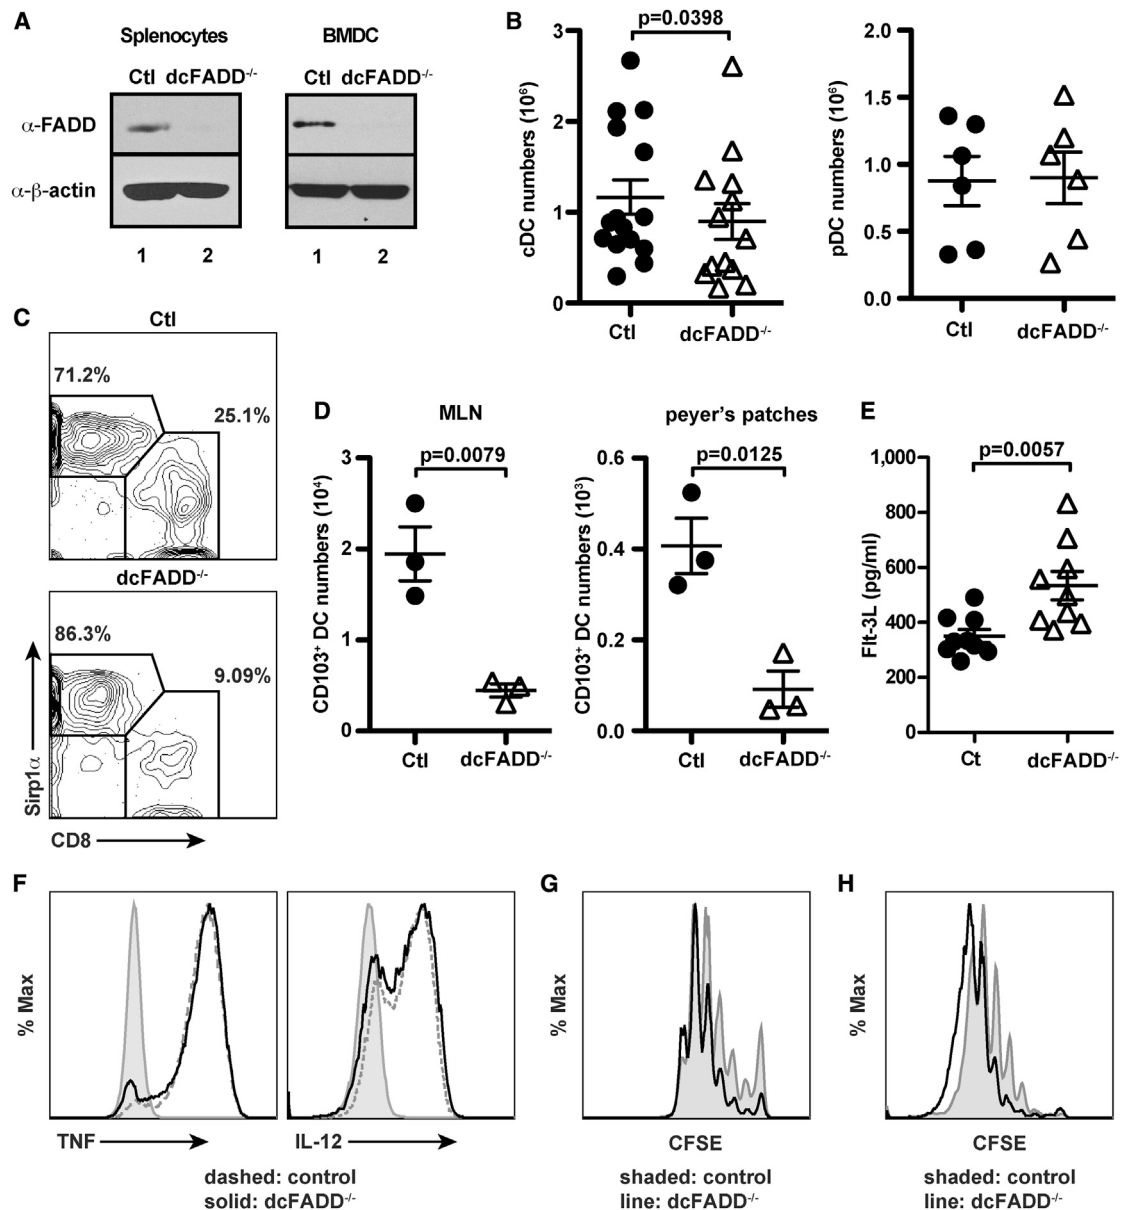 A
Splenocytes
BMDC
Ctl dcFADD-/-
Ctl dcFADD-/-
α-FADD
α-β-actin
1
2
1
2
B
p=0.0398
cDC numbers (10⁶)
3
2
1
0
Ctl
dcFADD-/-
pDC numbers (10⁶)
2.0
1.5
1.0
0.5
0.0
Ctl
dcFADD-/-
C
Ctl
71.2%
25.1%
dcFADD-/-
86.3%
9.09%
Sirp1α
CD8
D
MLN
p=0.0079
CD103⁺ DC numbers (10⁴)
3
2
1
0
Ctl
dcFADD-/-
peyer's patches
p=0.0125
CD103⁺ DC numbers (10³)
0.6
0.4
0.2
0.0
Ctl
dcFADD-/-
E
p=0.0057
Flt-3L (pg/ml)
1,000
800
600
400
200
0
Ct
dcFADD-/-
F
% Max
TNF
IL-12
dashed: control
solid: dcFADD-/-
G
% Max
CFSE
shaded: control
line: dcFADD-/-
H
% Max
CFSE
shaded: control
line: dcFADD-/-